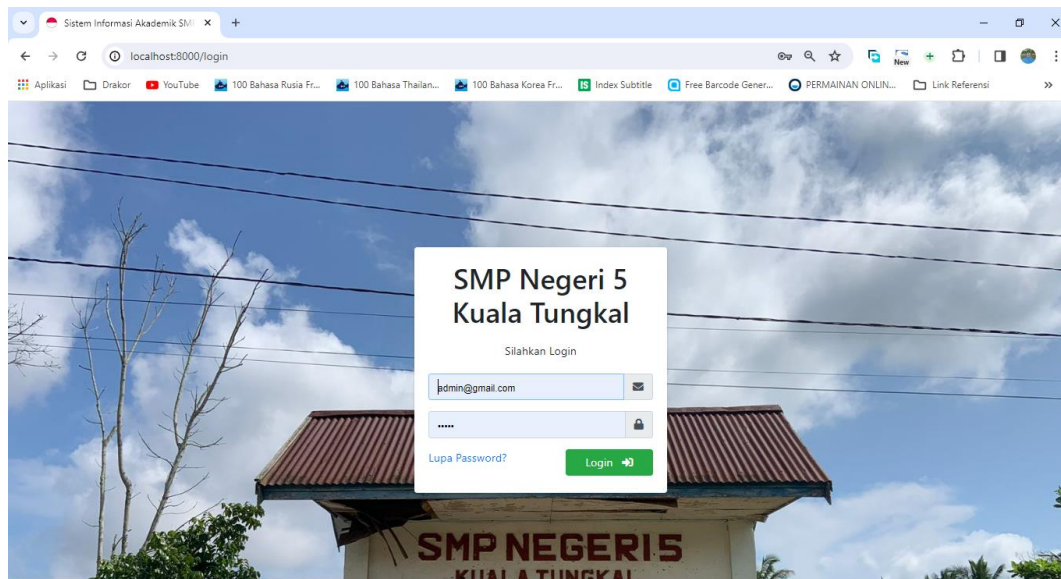 Sistem Informasi Akademik SM
localhost:8000/login
New
Aplikasi
Drakor
YouTube
100 Bahasa Rusia Fr...
100 Bahasa Thailan...
100 Bahasa Korea Fr...
IS Index Subtitle
Free Barcode Gener...
PERMAINAN ONLIN...
Link Referensi
SMP Negeri 5
Kuala Tungkal
Silahkan Login
admin@gmail.com
Lupa Password?
Login
SMP NEGERI 5
KUALA TUNGKAL